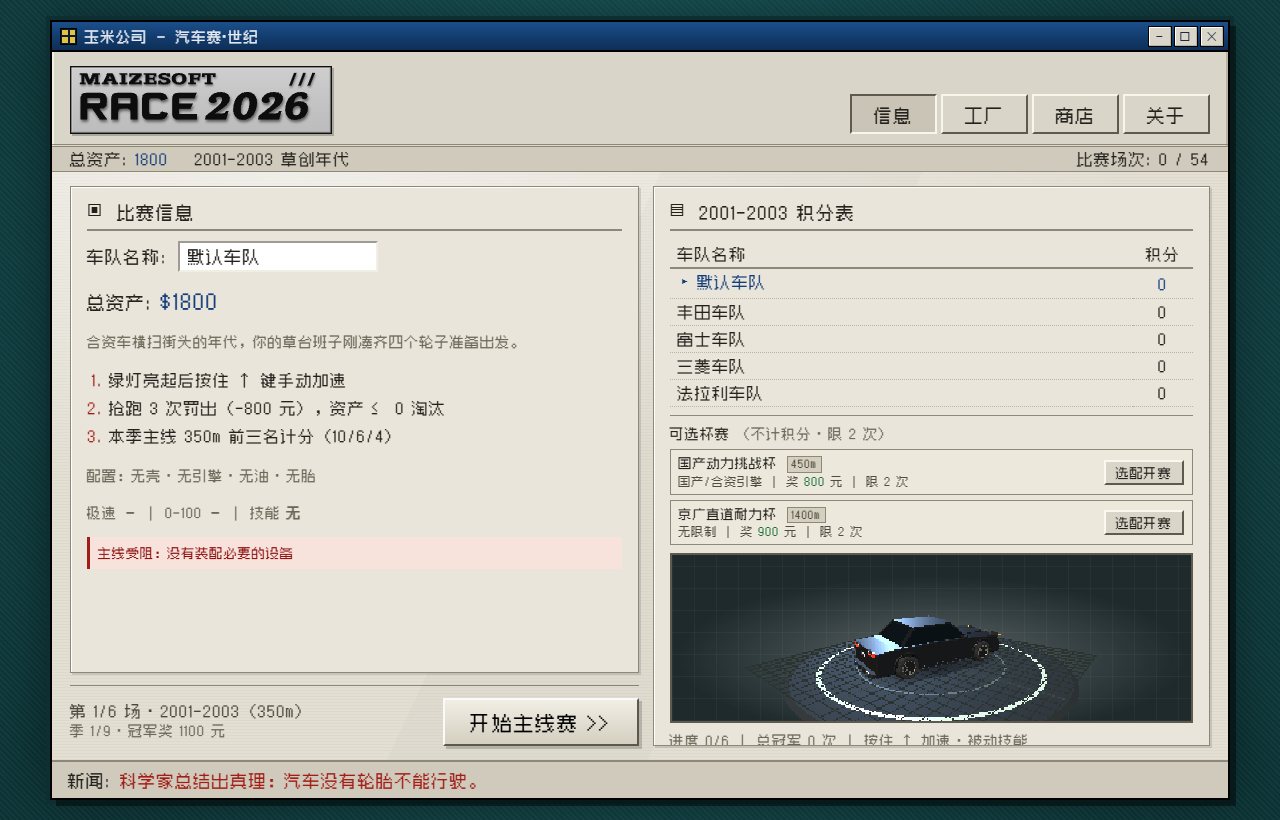 玉米公司 - 汽车赛·世纪
MAIZESOFT ///
RACE 2026
信息
工厂
商店
关于
总资产: 1800 2001-2003 草创年代
比赛场次: 0 / 54
比赛信息
车队名称: 默认车队
总资产: $1800
合资车横扫街头的年代，你的草台班子刚凑齐四个轮子准备出发。
1. 绿灯亮起后按住 ↑ 键手动加速
2. 抢跑 3 次罚出（-800 元），资产 ≤ 0 淘汰
3. 本季主线 350m 前三名计分（10/6/4）
配置：无壳 · 无引擎 · 无油 · 无胎
极速 - | 0-100 - | 技能 无
主线受阻：没有装配必要的设备
第 1/6 场 · 2001-2003（350m）
季 1/9 · 冠军奖 1100 元
开始主线赛 >>
2001-2003 积分表
车队名称 积分
▸ 默认车队 0
丰田车队 0
富士车队 0
三菱车队 0
法拉利车队 0
可选杯赛 （不计积分 · 限 2 次）
国产动力挑战杯 450m
国产/合资引擎 | 奖 800 元 | 限 2 次
选配开赛
京广直道耐力杯 1400m
无限制 | 奖 900 元 | 限 2 次
选配开赛
进度 0/6 | 总冠军 0 次 | 按住 ↑ 加速 · 被动技能
新闻: 科学家总结出真理：汽车没有轮胎不能行驶。